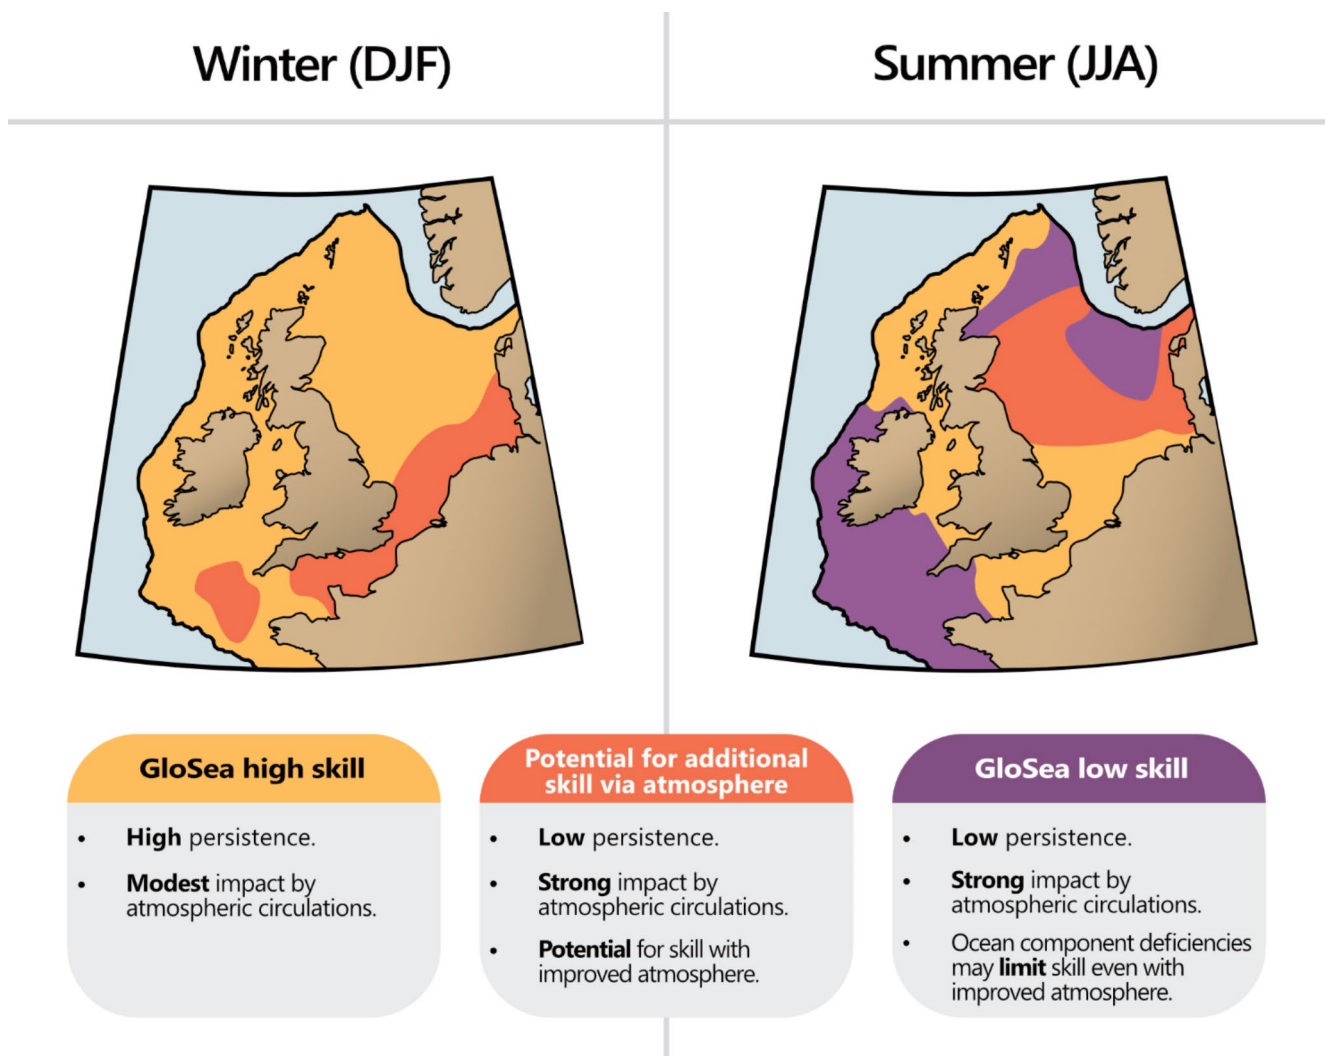 Winter (DJF)
Summer (JJA)
GloSea high skill
• High persistence.
• Modest impact by
atmospheric circulations.
Potential for additional
skill via atmosphere
• Low persistence.
• Strong impact by
atmospheric circulations.
• Potential for skill with
improved atmosphere.
GloSea low skill
• Low persistence.
• Strong impact by
atmospheric circulations.
• Ocean component deficiencies
may limit skill even with
improved atmosphere.